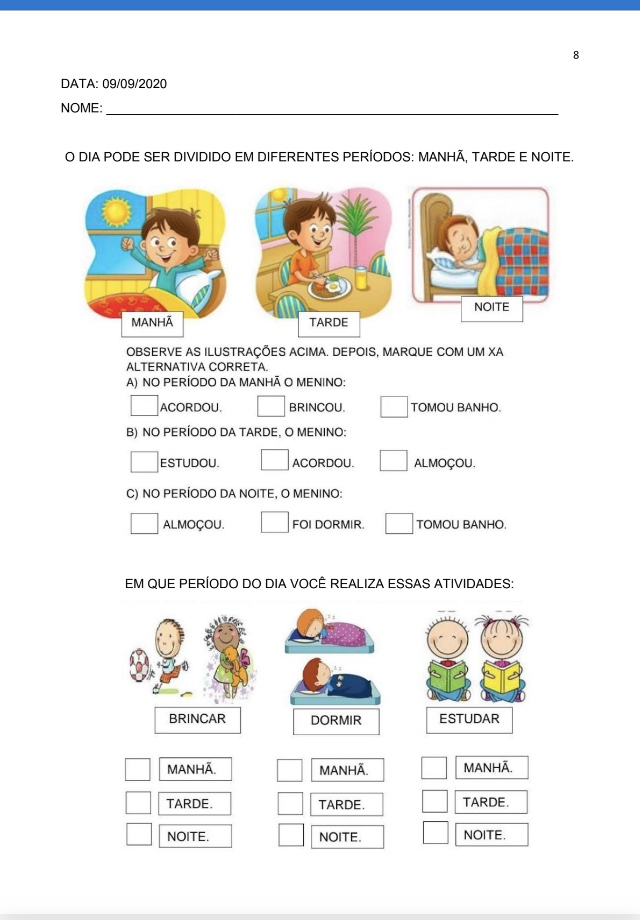 8
DATA: 09/09/2020
NOME:
O DIA PODE SER DIVIDIDO EM DIFERENTES PERÍODOS: MANHÃ, TARDE E NOITE.
MANHÃ TARDE NOITE
OBSERVE AS ILUSTRAÇÕES ACIMA. DEPOIS, MARQUE COM UM XA
ALTERNATIVA CORRETA.
A) NO PERÍODO DA MANHÃ O MENINO:
ACORDOU. BRINCOU. TOMOU BANHO.
B) NO PERÍODO DA TARDE, O MENINO:
ESTUDOU. ACORDOU. ALMOÇOU.
C) NO PERÍODO DA NOITE, O MENINO:
ALMOÇOU. FOI DORMIR. TOMOU BANHO.
EM QUE PERÍODO DO DIA VOCÊ REALIZA ESSAS ATIVIDADES:
BRINCAR DORMIR ESTUDAR
MANHÃ. MANHÃ. MANHÃ.
TARDE. TARDE. TARDE.
NOITE. NOITE. NOITE.